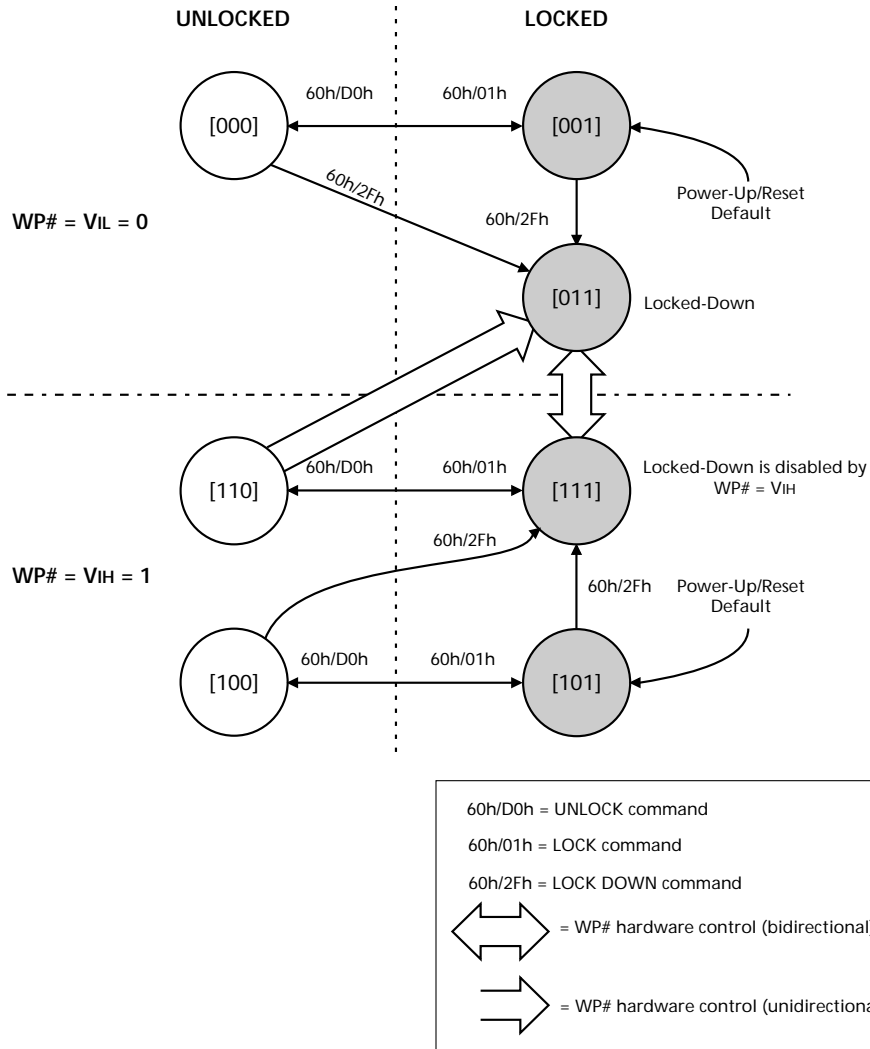 UNLOCKED
LOCKED
60h/D0h
60h/01h
[000]
[001]
60h/2Fh
Power-Up/Reset
Default
WP# = VIL = 0
60h/2Fh
[011]
Locked-Down
60h/D0h
60h/01h
[110]
[111]
Locked-Down is disabled by
WP# = VIH
60h/2Fh
WP# = VIH = 1
60h/2Fh
Power-Up/Reset
Default
60h/D0h
60h/01h
[100]
[101]
60h/D0h = UNLOCK command
60h/01h = LOCK command
60h/2Fh = LOCK DOWN command
= WP# hardware control (bidirectional)
= WP# hardware control (unidirectiona